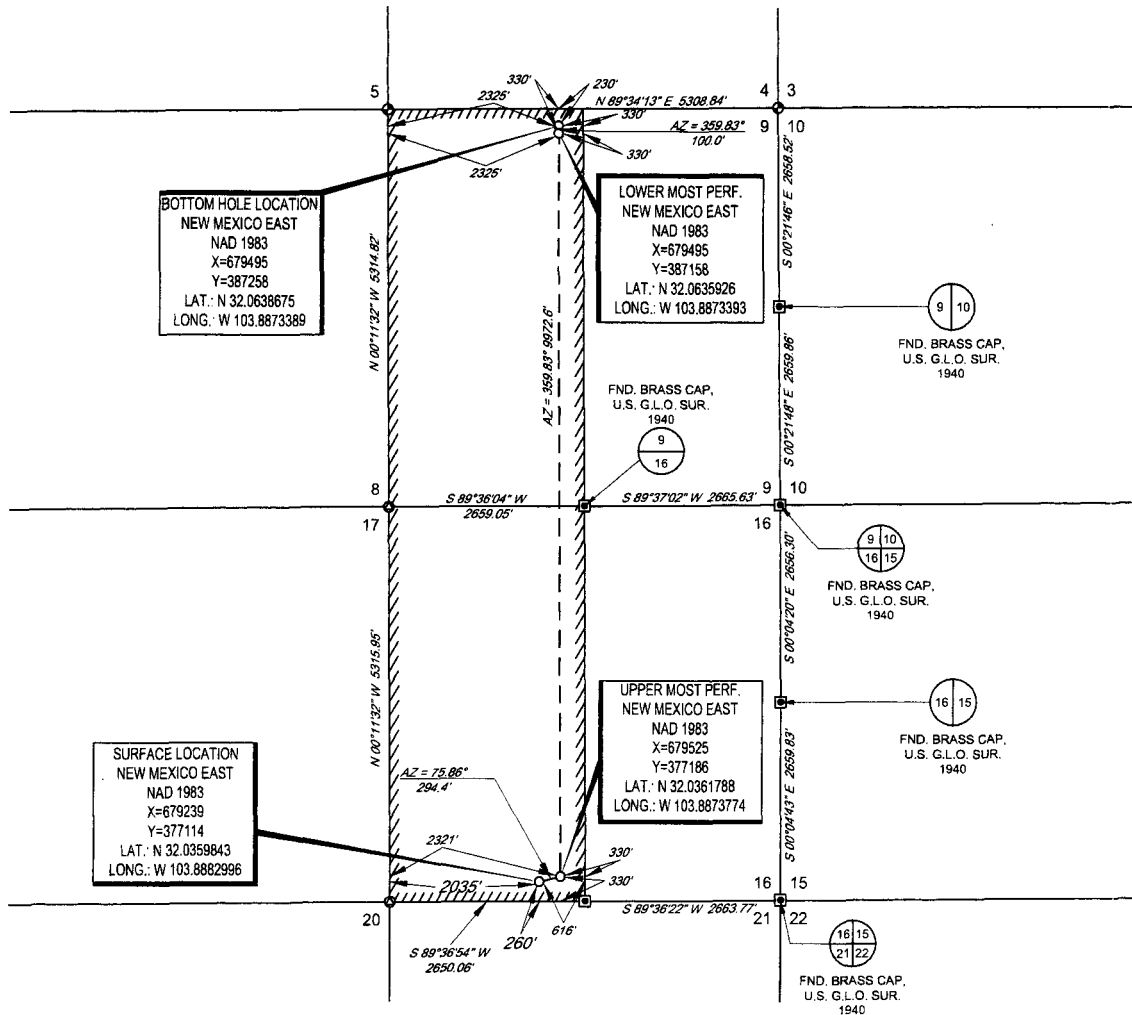 5
330'
230'
4
3
N 89°34'13" E 5308.84'
2325'
330'
AZ = 359.83°
100.0'
9
10
330'
2325'
S 00°21'46" E 2658.52'
BOTTOM HOLE LOCATION
NEW MEXICO EAST
NAD 1983
X=679495
Y=387258
LAT.: N 32.0638675
LONG.: W 103.8873389
LOWER MOST PERF.
NEW MEXICO EAST
NAD 1983
X=679495
Y=387158
LAT.: N 32.0635926
LONG.: W 103.8873393
9
10
FND. BRASS CAP,
U.S. G.L.O. SUR.
1940
N 00°11'32" W 5314.82'
AZ = 359.83° 9972.6'
S 00°21'48" E 2659.86'
FND. BRASS CAP,
U.S. G.L.O. SUR.
1940
9
16
8
S 89°36'04" W
2659.05'
S 89°37'02" W 2665.63'
9
10
17
16
9
10
16
15
FND. BRASS CAP,
U.S. G.L.O. SUR.
1940
S 00°04'20" E 2656.30'
N 00°11'32" W 5315.95'
16
15
FND. BRASS CAP,
U.S. G.L.O. SUR.
1940
UPPER MOST PERF.
NEW MEXICO EAST
NAD 1983
X=679525
Y=377186
LAT.: N 32.0361788
LONG.: W 103.8873774
SURFACE LOCATION
NEW MEXICO EAST
NAD 1983
X=679239
Y=377114
LAT.: N 32.0359843
LONG.: W 103.8882996
AZ = 75.86°
294.4'
S 00°04'43" E 2659.83'
2321'
330'
2035'
330'
16
15
20
S 89°36'22" W 2663.77'
21
22
616'
260'
S 89°36'54" W
2650.06'
16
15
21
22
FND. BRASS CAP,
U.S. G.L.O. SUR.
1940